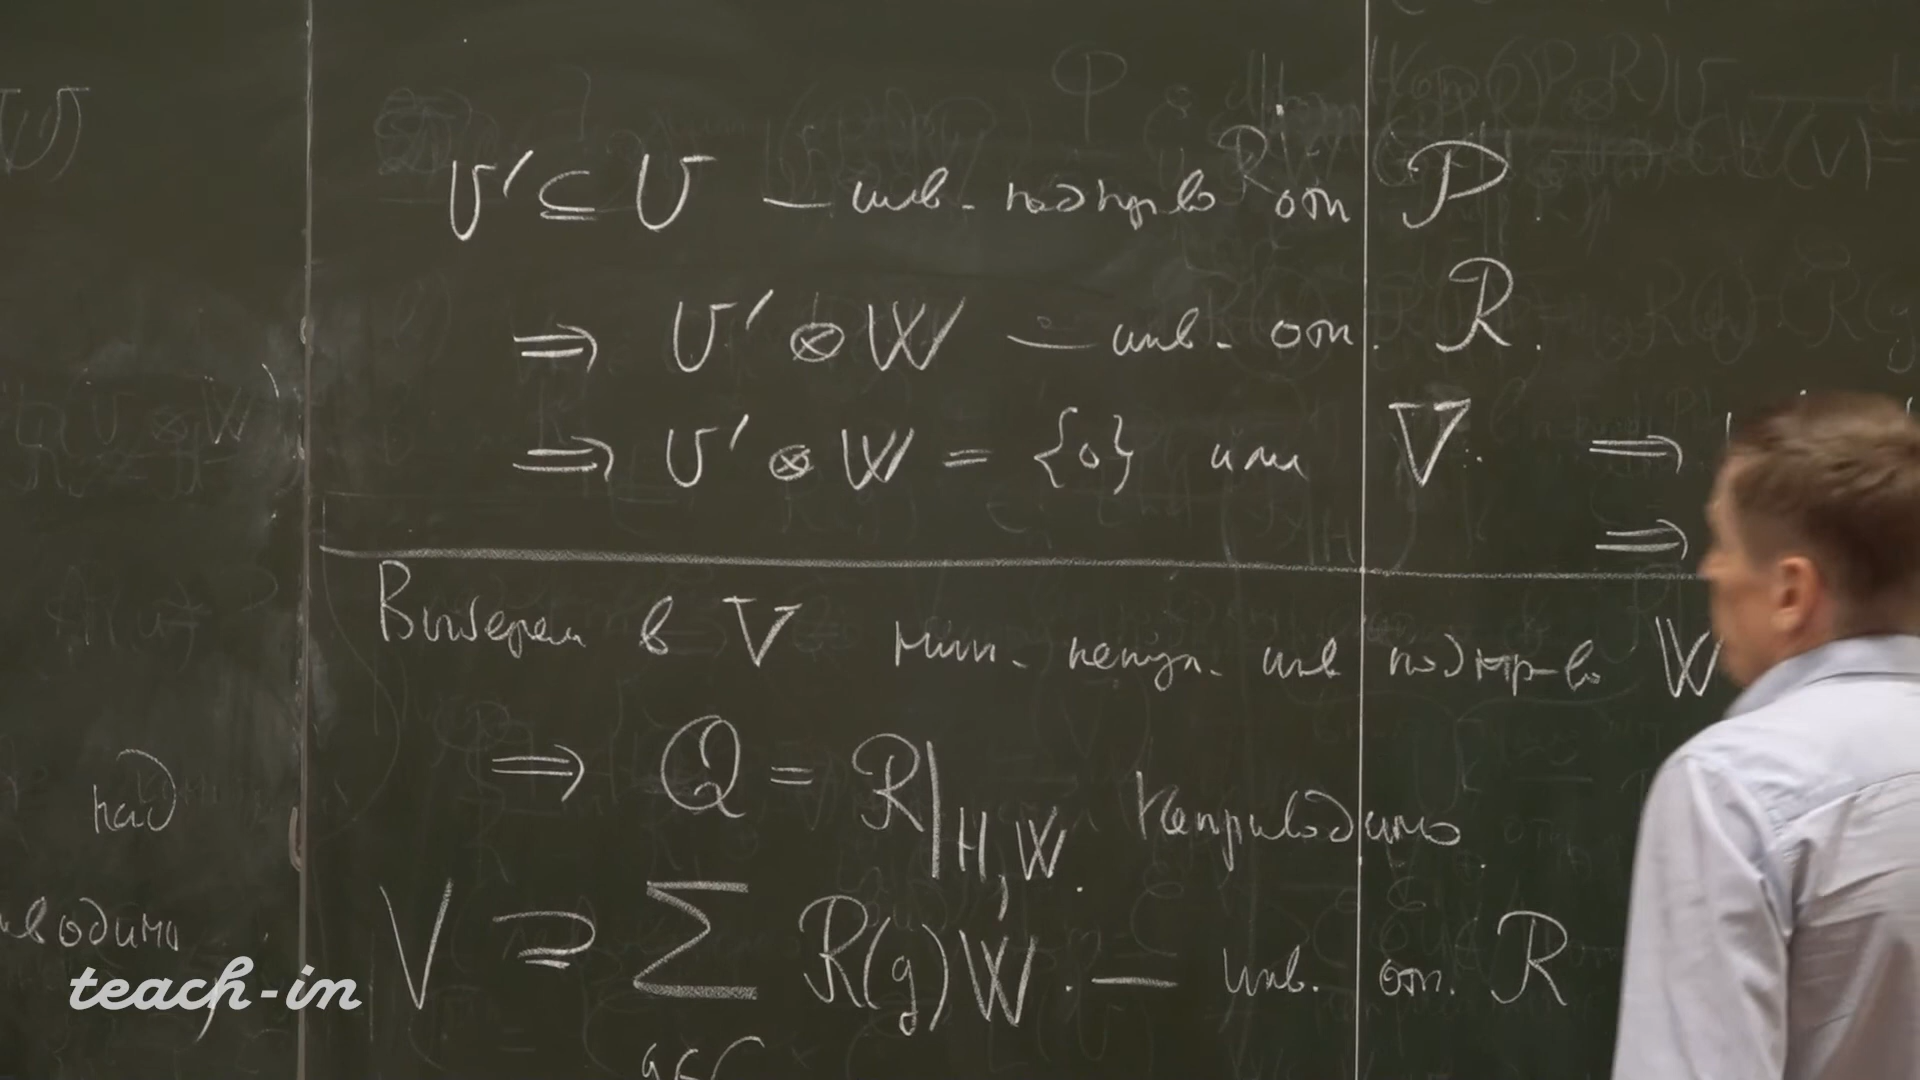 U' ⊆ U — инв. подпр-во отн. P.
⇒ U' ⊗ W — инв. отн. R.
⇒ U' ⊗ W = {0} или V. ⇒
⇒
Выберем в V мин. ненул. инв подпр-во W
⇒ Q = R|H,W. неприводимо.
V ⊇ Σ R(g)W. — инв. отн. R
g∈G
над
teach-in